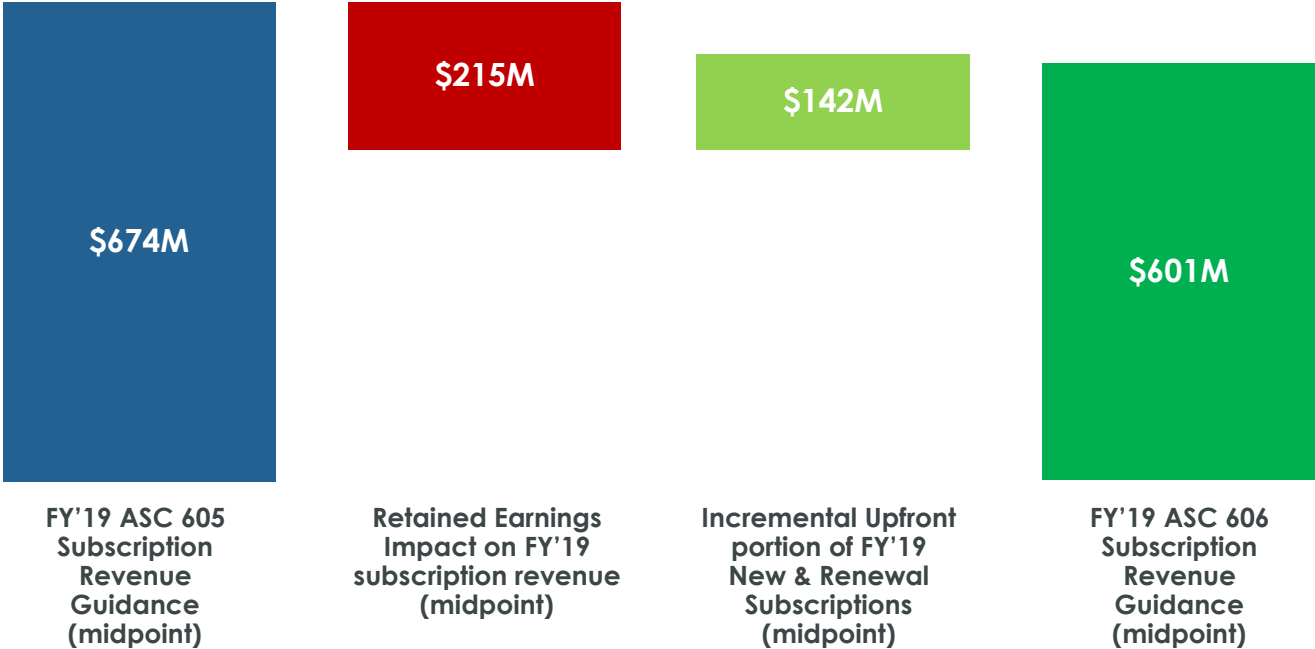 $674M
$215M
$142M
$601M
FY’19 ASC 605
Subscription
Revenue
Guidance
(midpoint)
Retained Earnings
Impact on FY’19
subscription revenue
(midpoint)
Incremental Upfront
portion of FY’19
New & Renewal
Subscriptions
(midpoint)
FY’19 ASC 606
Subscription
Revenue
Guidance
(midpoint)